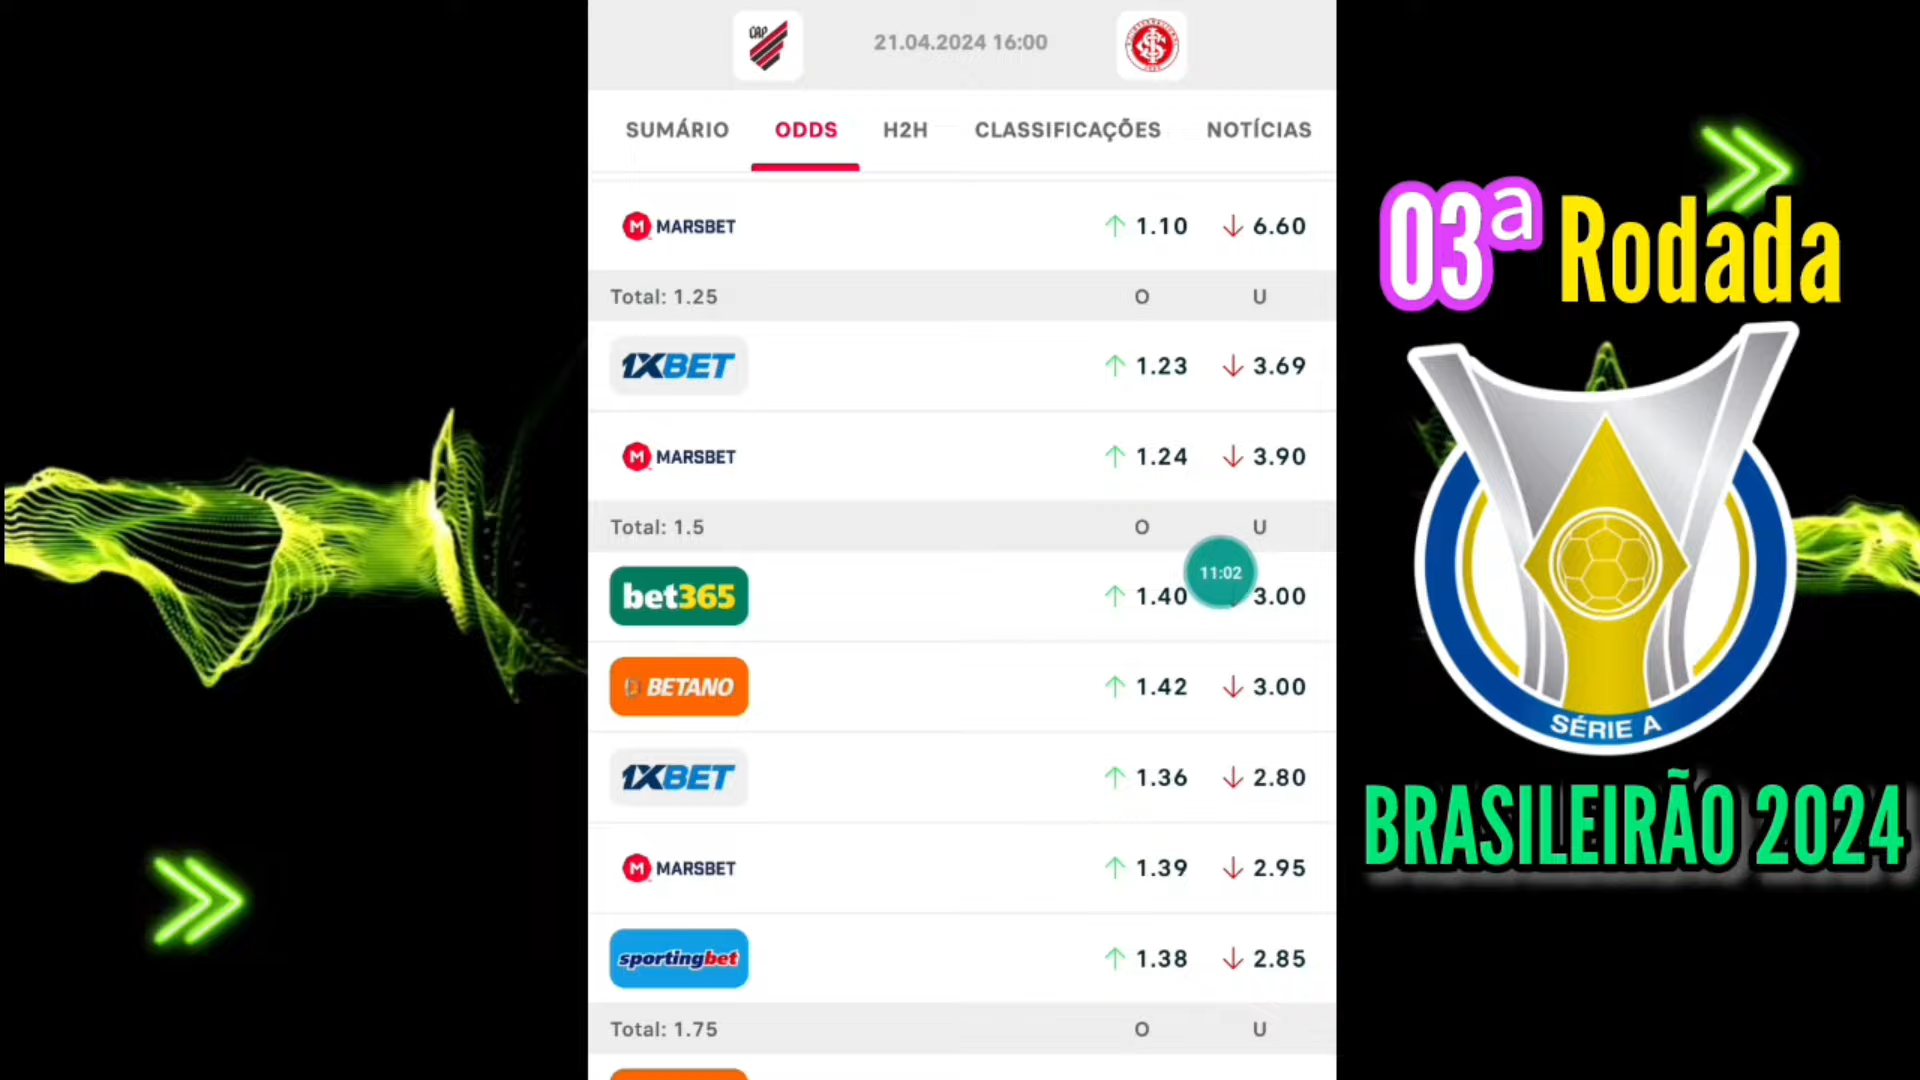 CAP
21.04.2024 16:00
SUMÁRIO ODDS H2H CLASSIFICAÇÕES NOTÍCIAS
M MARSBET 1.10 6.60
Total: 1.25 O U
1XBET 1.23 3.69
M MARSBET 1.24 3.90
Total: 1.5 O U
11:02
bet365 1.40 3.00
BETANO 1.42 3.00
1XBET 1.36 2.80
M MARSBET 1.39 2.95
sportingbet 1.38 2.85
Total: 1.75 O U
03ª Rodada
SÉRIE A
BRASILEIRÃO 2024